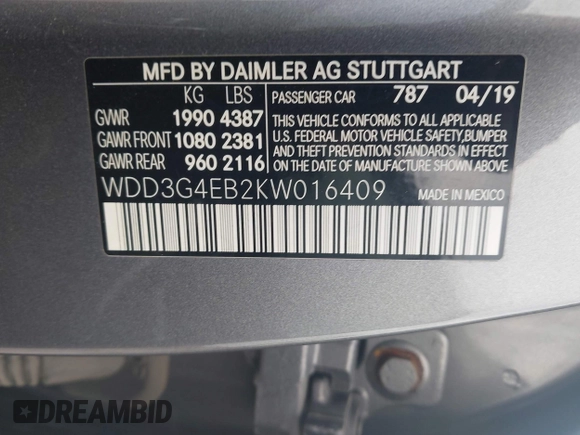 MFD BY DAIMLER AG STUTTGART
KG LBS PASSENGER CAR 787 04/19
GVWR 1990 4387 THIS VEHICLE CONFORMS TO ALL APPLICABLE
GAWR FRONT 1080 2381 U.S. FEDERAL MOTOR VEHICLE SAFETY,BUMPER
GAWR REAR 960 2116 AND THEFT PREVENTION STANDARDS IN EFFECT
ON THE DATE OF MANUFACTURE SHOWN ABOVE.
WDD3G4EB2KW016409 MADE IN MEXICO
DREAMBID